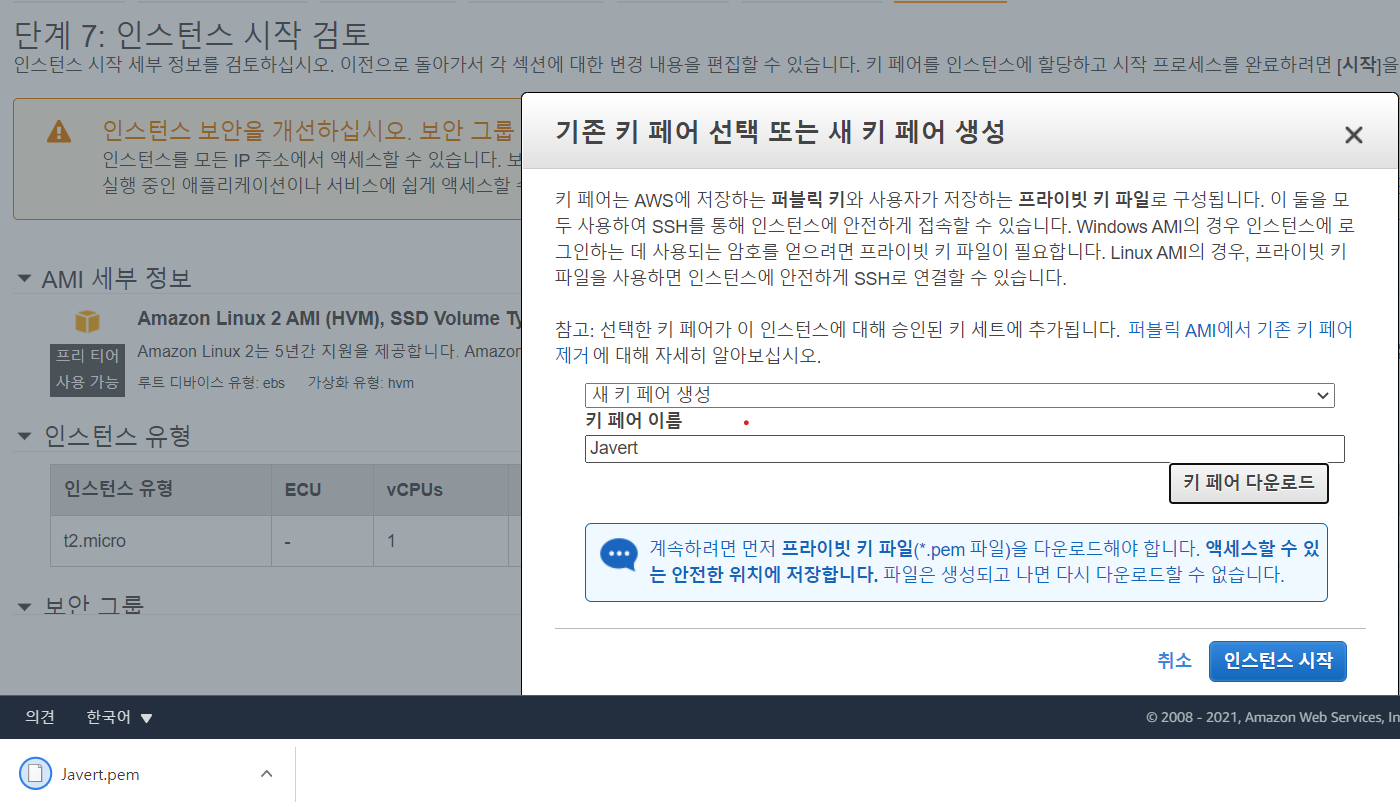 단계 7: 인스턴스 시작 검토
인스턴스 시작 세부 정보를 검토하십시오. 이전으로 돌아가서 각 섹션에 대한 변경 내용을 편집할 수 있습니다. 키 페어를 인스턴스에 할당하고 시작 프로세스를 완료하려면 [시작]을
인스턴스 보안을 개선하십시오. 보안 그룹
인스턴스를 모든 IP 주소에서 액세스할 수 있습니다. 보
실행 중인 애플리케이션이나 서비스에 쉽게 액세스할
AMI 세부 정보
Amazon Linux 2 AMI (HVM), SSD Volume Ty
프리 티어
사용 가능
Amazon Linux 2는 5년간 지원을 제공합니다. Amazon
루트 디바이스 유형: ebs 가상화 유형: hvm
인스턴스 유형
인스턴스 유형 ECU vCPUs
t2.micro - 1
보안 그룹
기존 키 페어 선택 또는 새 키 페어 생성
키 페어는 AWS에 저장하는 퍼블릭 키와 사용자가 저장하는 프라이빗 키 파일로 구성됩니다. 이 둘을 모
두 사용하여 SSH를 통해 인스턴스에 안전하게 접속할 수 있습니다. Windows AMI의 경우 인스턴스에 로
그인하는 데 사용되는 암호를 얻으려면 프라이빗 키 파일이 필요합니다. Linux AMI의 경우, 프라이빗 키
파일을 사용하면 인스턴스에 안전하게 SSH로 연결할 수 있습니다.
참고: 선택한 키 페어가 이 인스턴스에 대해 승인된 키 세트에 추가됩니다. 퍼블릭 AMI에서 기존 키 페어
제거에 대해 자세히 알아보십시오.
새 키 페어 생성
키 페어 이름
Javert
키 페어 다운로드
계속하려면 먼저 프라이빗 키 파일(*.pem 파일)을 다운로드해야 합니다. 액세스할 수 있
는 안전한 위치에 저장합니다. 파일은 생성되고 나면 다시 다운로드할 수 없습니다.
취소 인스턴스 시작
의견 한국어 © 2008 - 2021, Amazon Web Services, In
Javert.pem